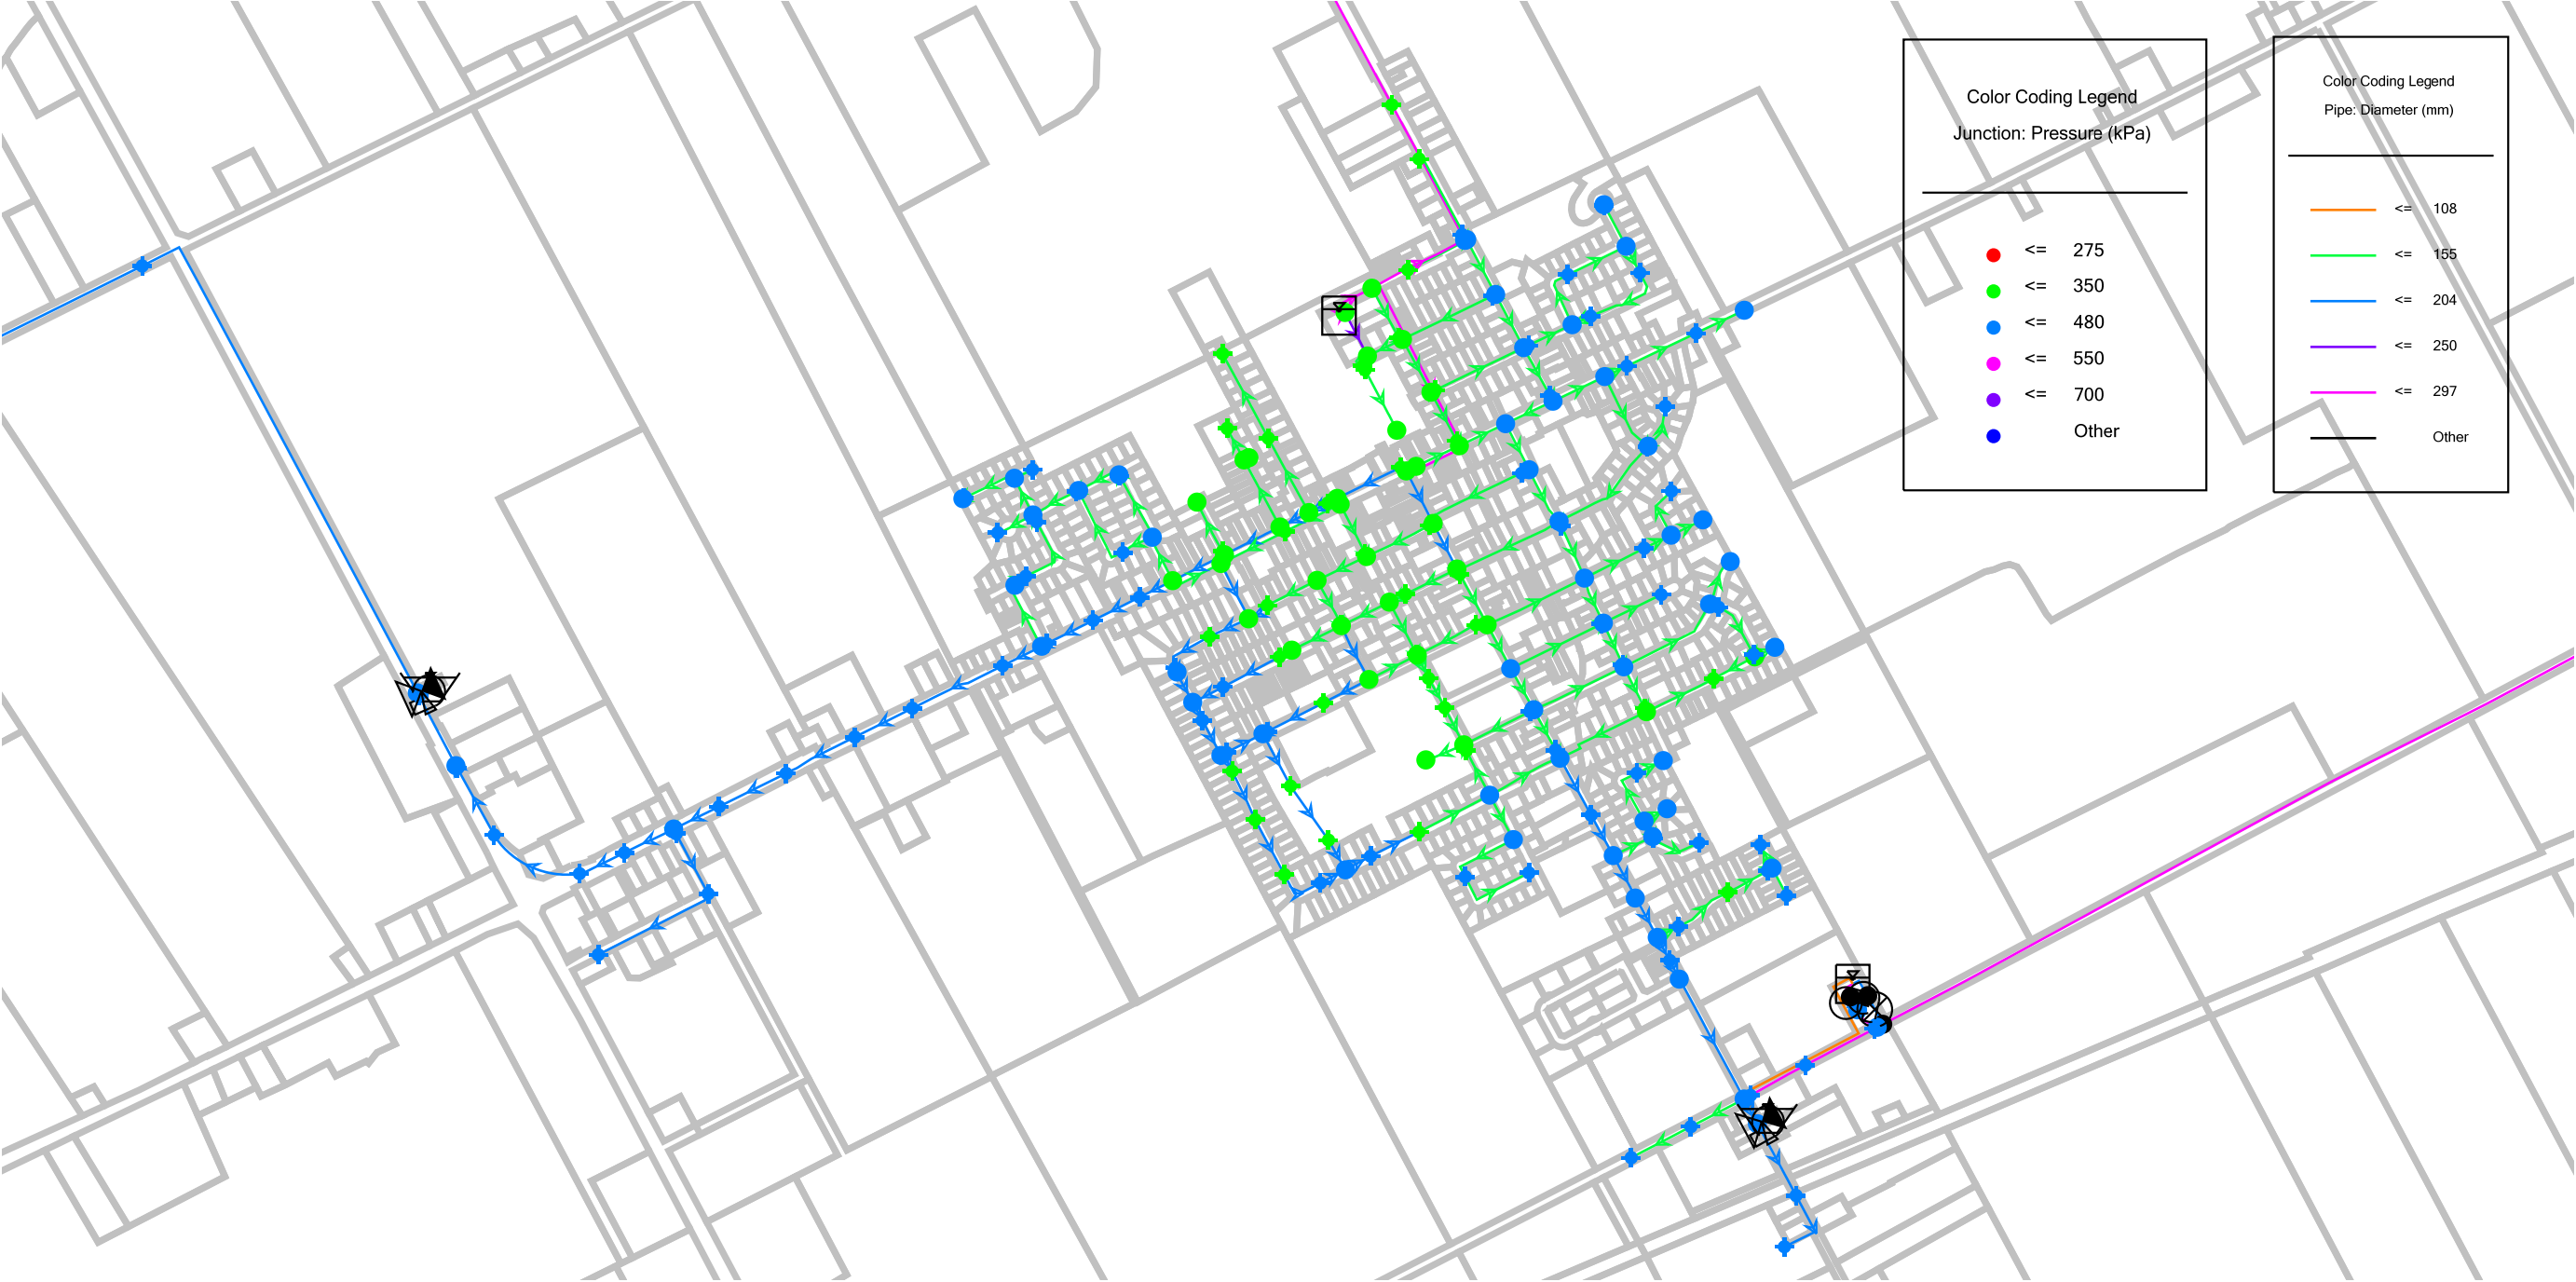 Color Coding Legend
Junction: Pressure (kPa)
<= 275
<= 350
<= 480
<= 550
<= 700
Other
Color Coding Legend
Pipe: Diameter (mm)
<= 108
<= 155
<= 204
<= 250
<= 297
Other